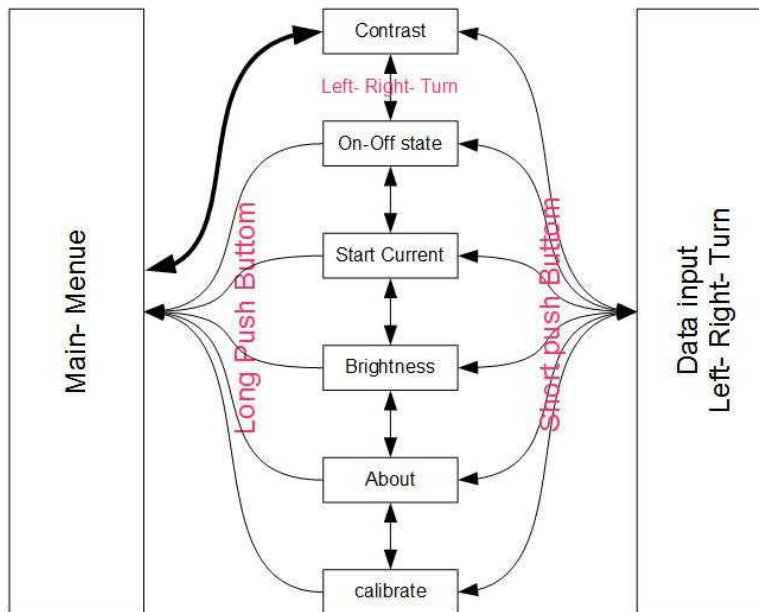 Main- Menue
Long Push Buttom
Contrast
Left- Right- Turn
On-Off state
Start Current
Brightness
About
calibrate
Short push Buttom
Data input
Left- Right- Turn